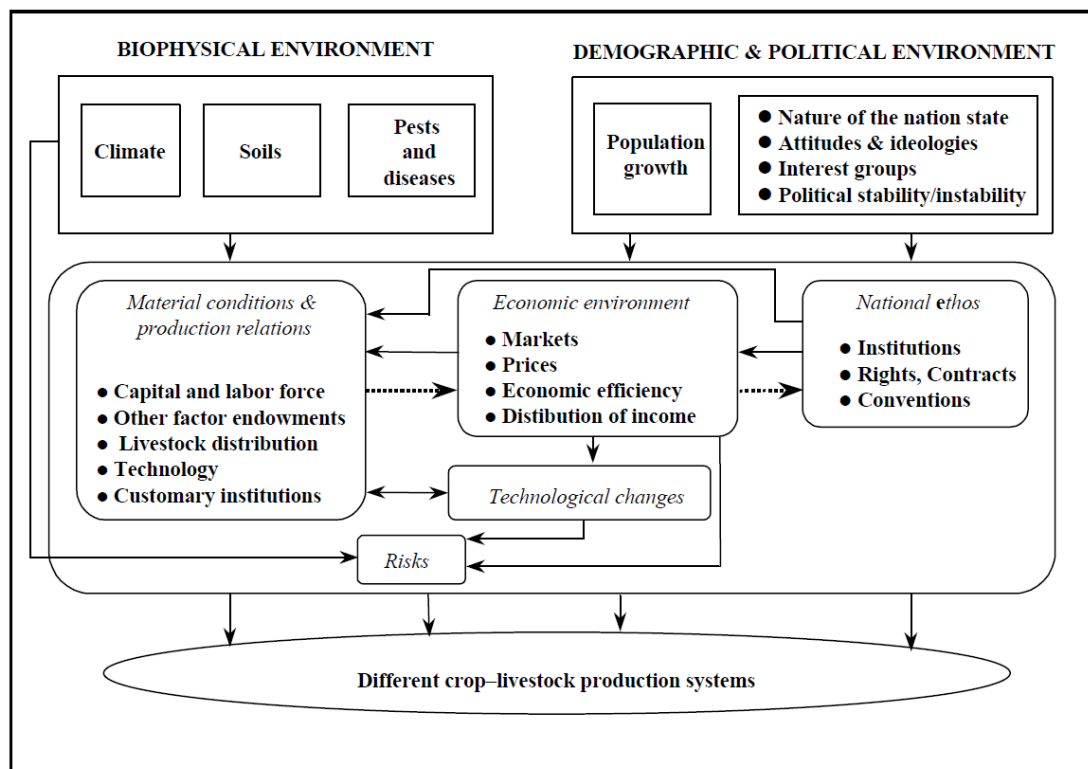 BIOPHYSICAL ENVIRONMENT
DEMOGRAPHIC & POLITICAL ENVIRONMENT
Climate
Soils
Pests
and
diseases
Population
growth
● Nature of the nation state
● Attitudes & ideologies
● Interest groups
● Political stability/instability
Material conditions &
production relations
● Capital and labor force
● Other factor endowments
● Livestock distribution
● Technology
● Customary institutions
Economic environment
● Markets
● Prices
● Economic efficiency
● Distibution of income
National ethos
● Institutions
● Rights, Contracts
● Conventions
Technological changes
Risks
Different crop–livestock production systems